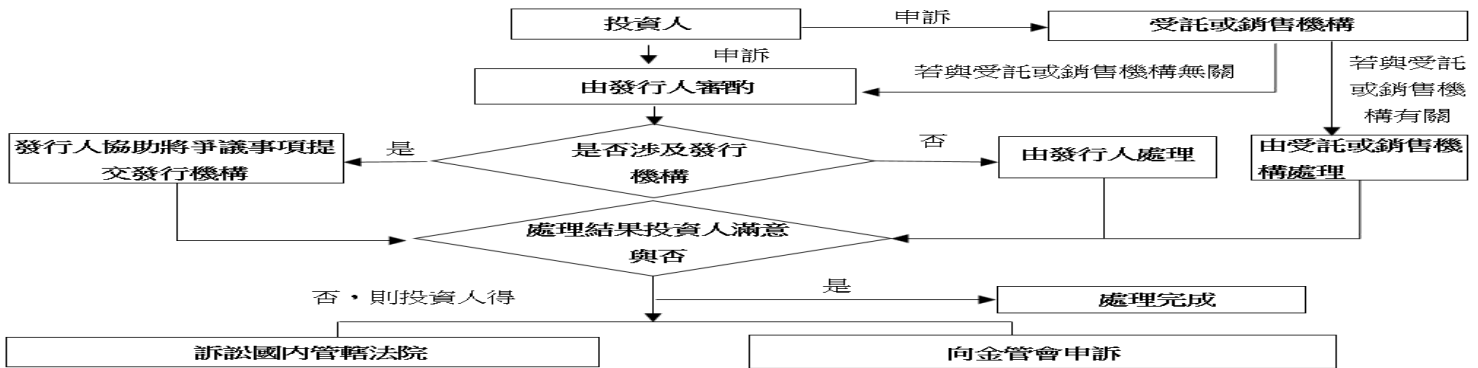 投資人
申訴
受託或銷售機構
申訴
若與受託或銷售機構無關
若與受託
或銷售機
構有關
由發行人審酌
發行人協助將爭議事項提
交發行機構
是
是否涉及發行
機構
否
由發行人處理
由受託或銷售機
構處理
處理結果投資人滿意
與否
否，則投資人得
是
處理完成
訴訟國內管轄法院
向金管會申訴